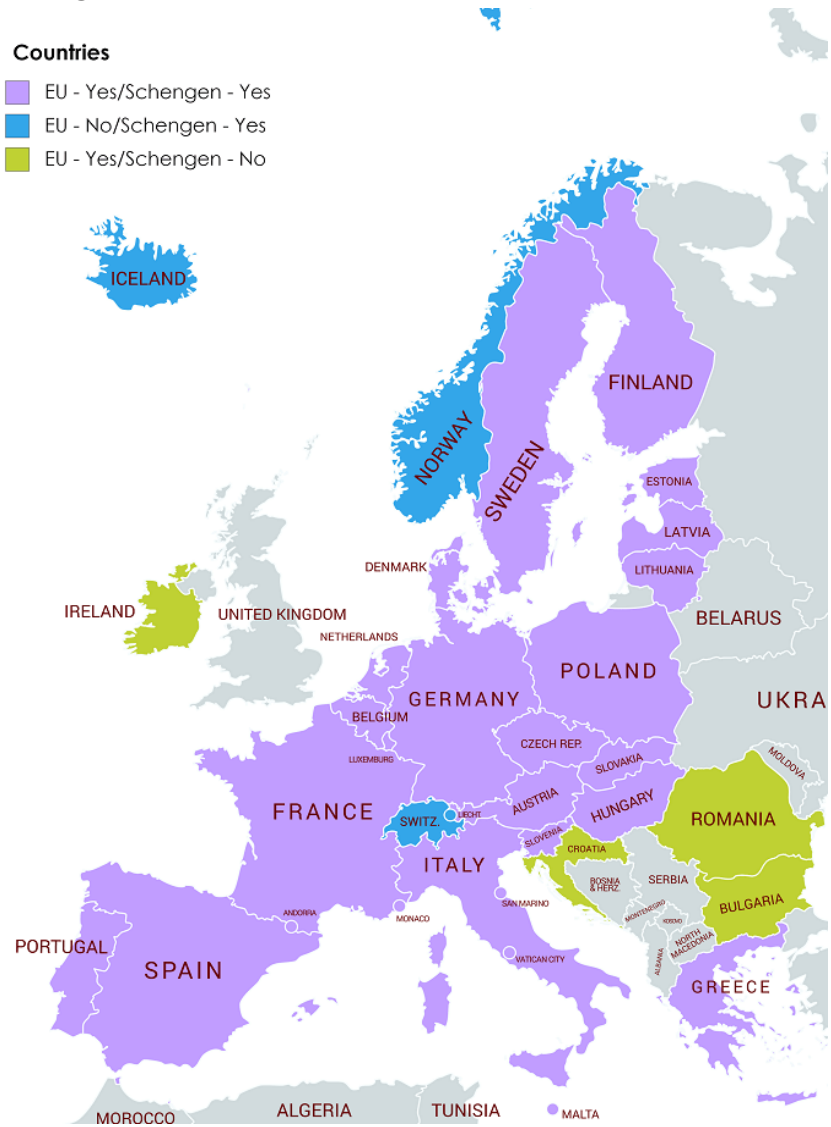 Countries
EU - Yes/Schengen - Yes
EU - No/Schengen - Yes
EU - Yes/Schengen - No
ICELAND
FINLAND
NORWAY
SWEDEN
ESTONIA
LATVIA
DENMARK
LITHUANIA
IRELAND
UNITED KINGDOM
BELARUS
NETHERLANDS
POLAND
GERMANY
UKRA
BELGIUM
CZECH REP.
LUXEMBURG
SLOVAKIA
MOLDOVA
AUSTRIA
HUNGARY
FRANCE
SWITZ.
LIECHT.
ROMANIA
SLOVENIA
CROATIA
ITALY
BOSNIA
& HERZ.
SERBIA
SAN MARINO
BULGARIA
ANDORRA
MONACO
MONTENEGRO
KOSOVO
PORTUGAL
NORTH
MACEDONIA
SPAIN
VATICAN CITY
ALBANIA
GREECE
MOROCCO
ALGERIA
TUNISIA
MALTA